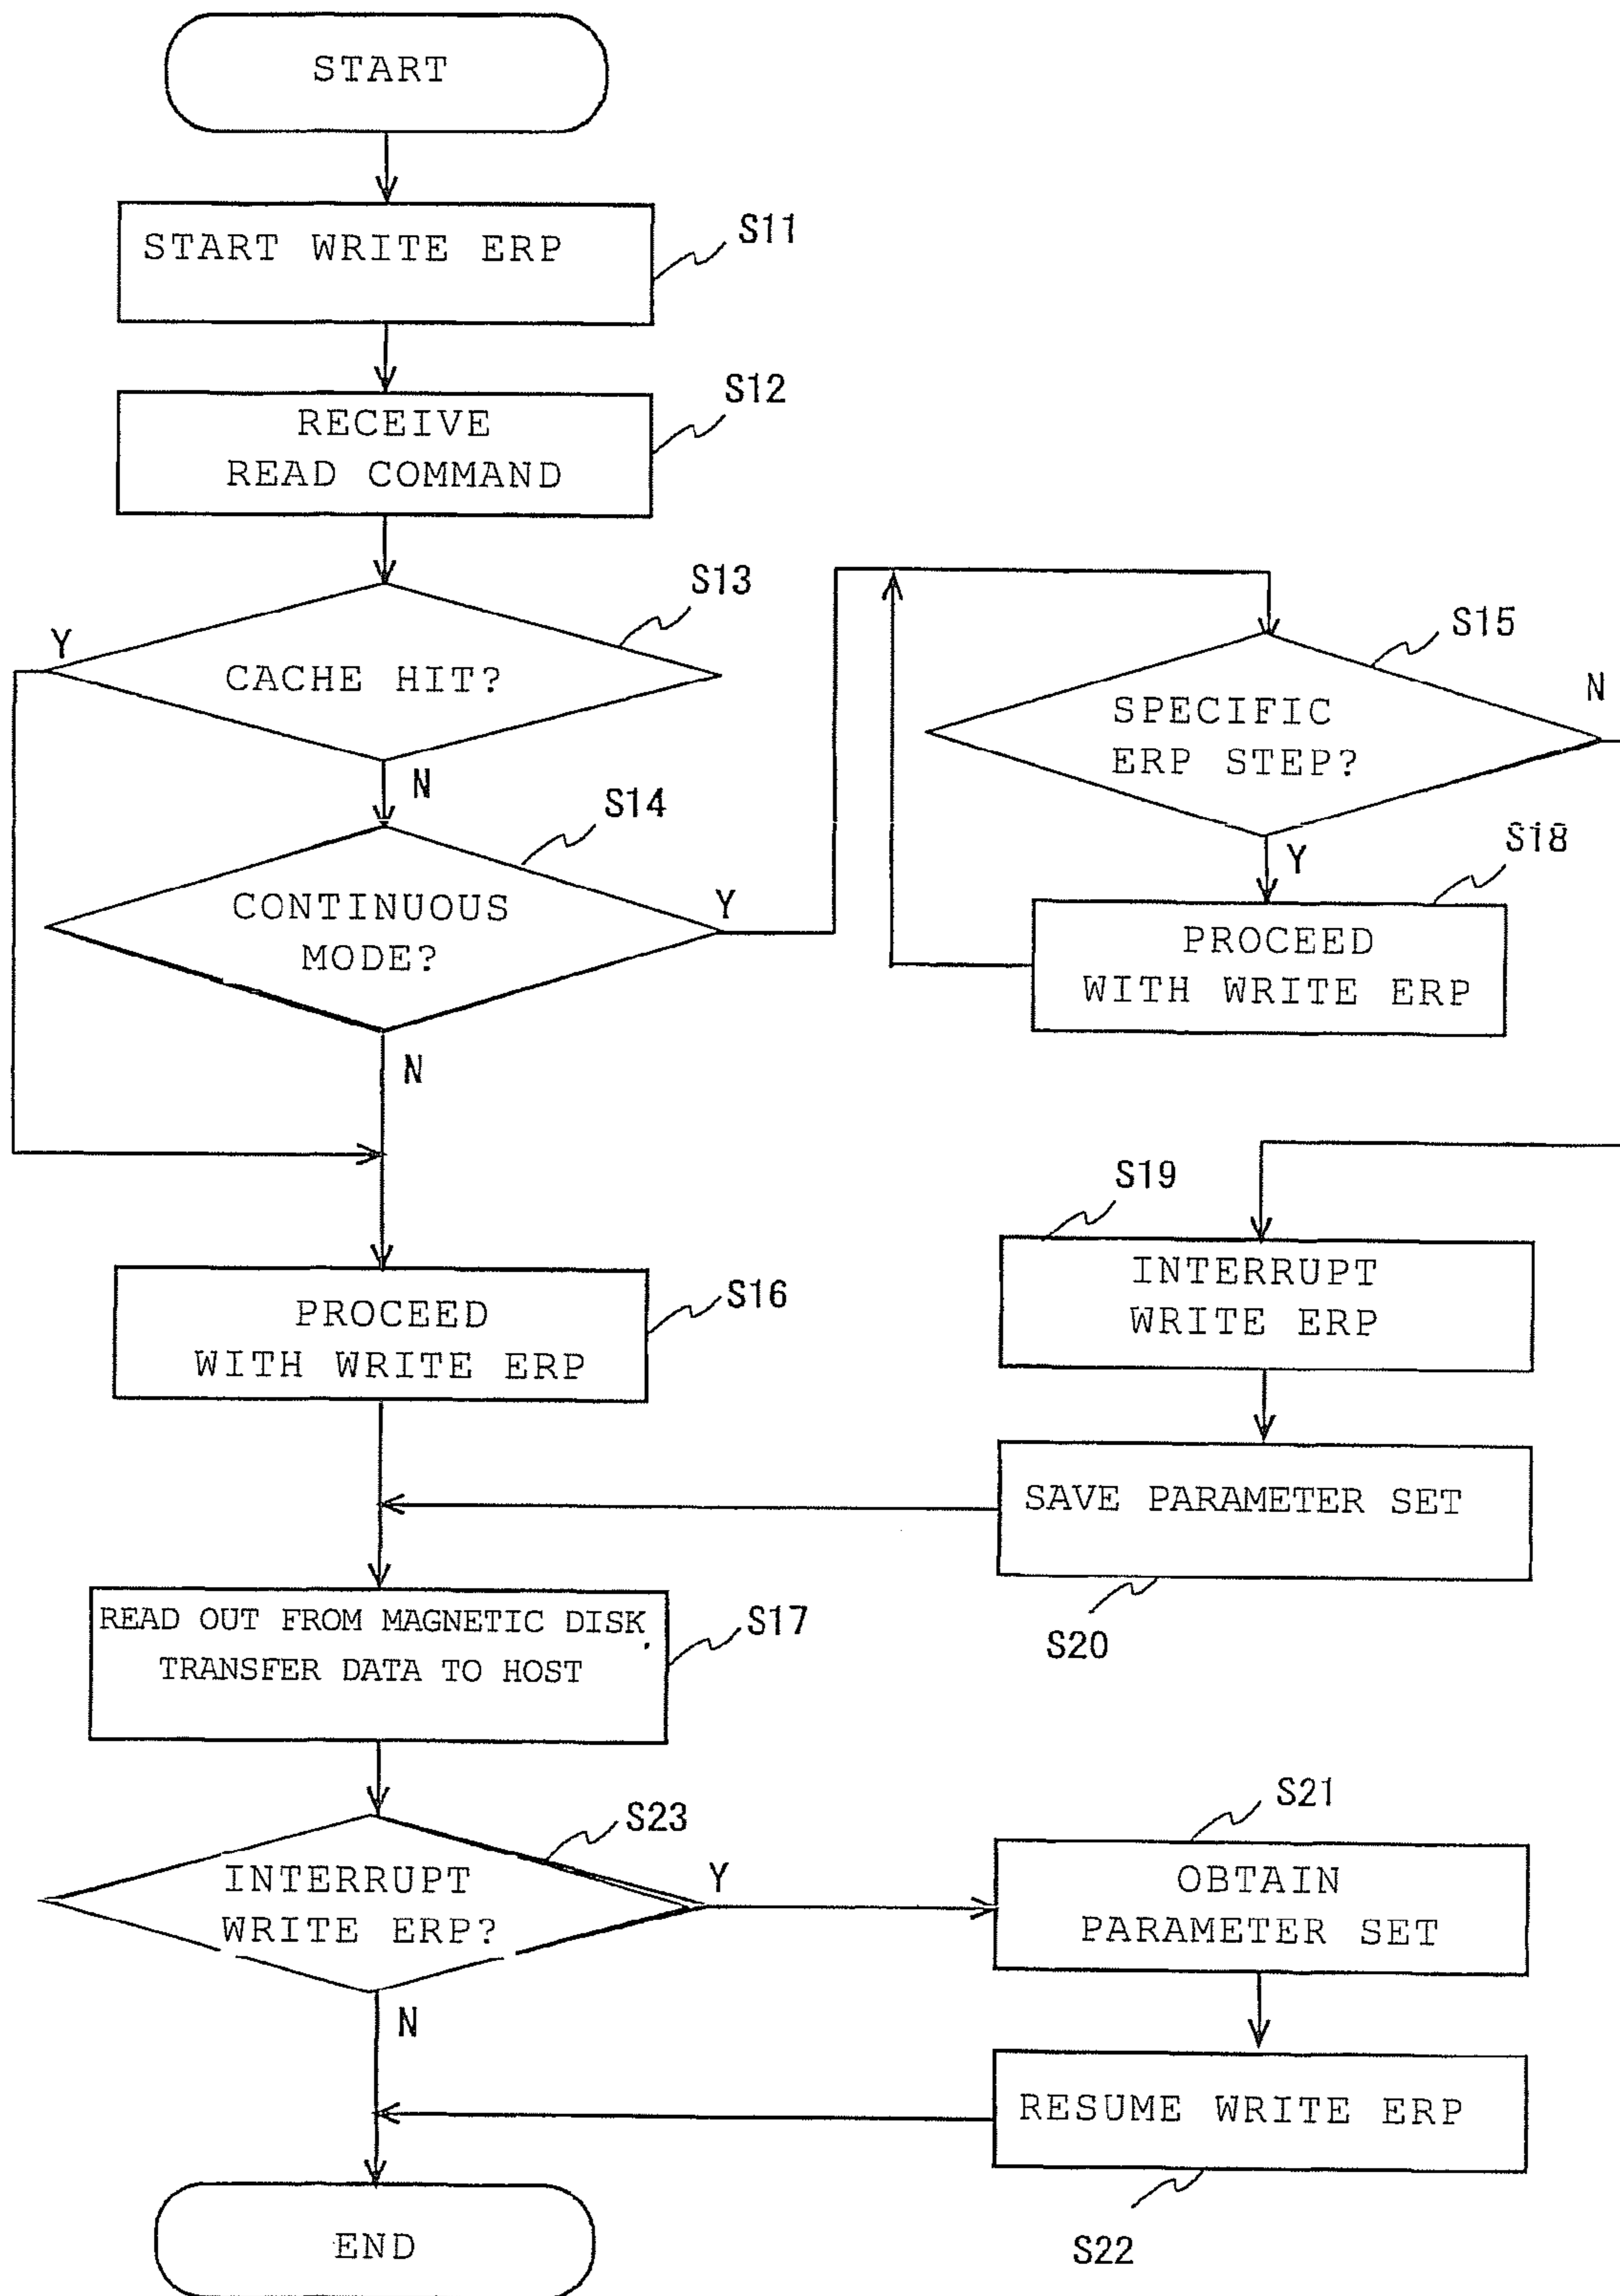 START
START WRITE ERP
S11
RECEIVE
READ COMMAND
S12
CACHE HIT?
S13
Y
N
CONTINUOUS
MODE?
S14
Y
N
SPECIFIC
ERP STEP?
S15
N
Y
PROCEED
WITH WRITE ERP
S18
INTERRUPT
WRITE ERP
S19
PROCEED
WITH WRITE ERP
S16
SAVE PARAMETER SET
S20
READ OUT FROM MAGNETIC DISK,
TRANSFER DATA TO HOST
S17
INTERRUPT
WRITE ERP?
S23
Y
N
OBTAIN
PARAMETER SET
S21
RESUME WRITE ERP
S22
END